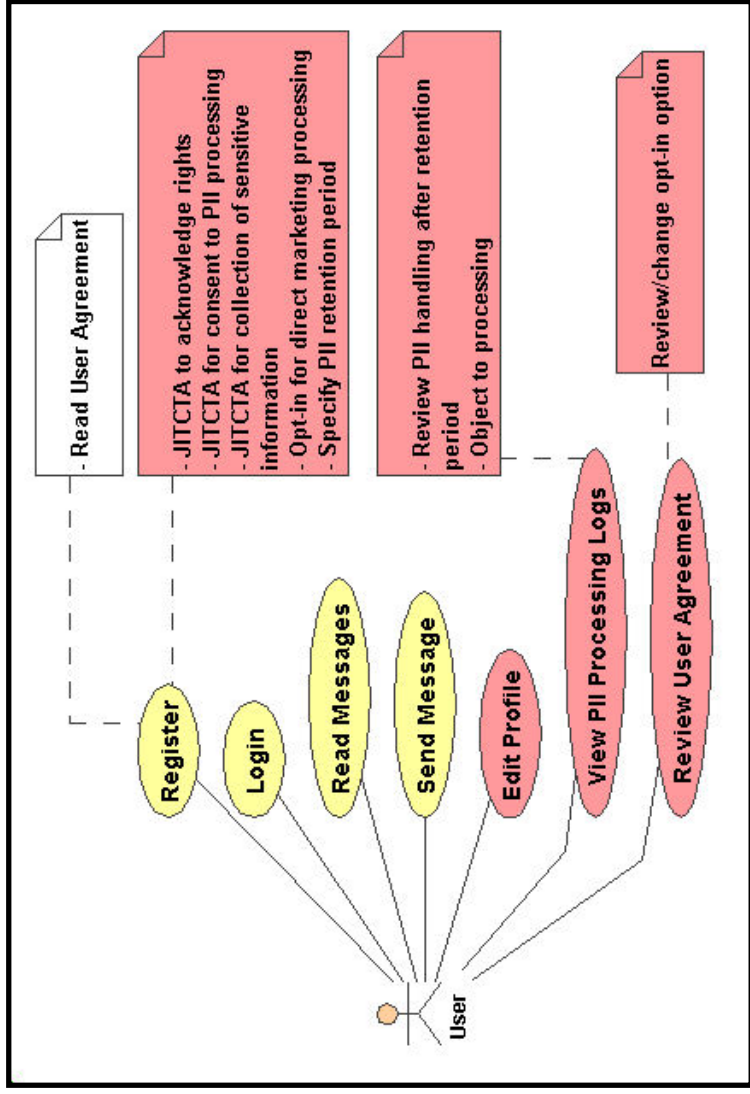 - Read User Agreement
- JITCTA to acknowledge rights
- JITCTA for consent to PII processing
- JITCTA for collection of sensitive
information
- Opt-in for direct marketing processing
- Specify PII retention period
- Review PII handling after retention
period
- Object to processing
Review/change opt-in option
Register
Login
Read Messages
Send Message
Edit Profile
View PII Processing Logs
Review User Agreement
User